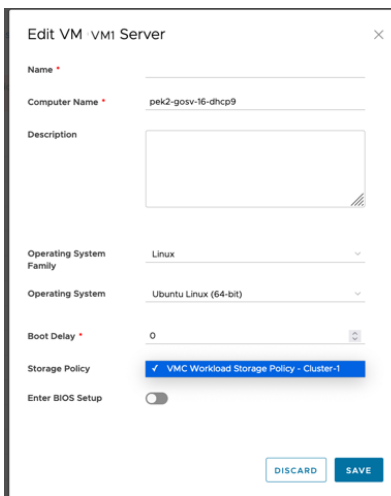 Edit VM VM1 Server
Name *
Computer Name * pek2-gosv-16-dhcp9
Description
Operating System Family Linux
Operating System Ubuntu Linux (64-bit)
Boot Delay * 0
Storage Policy ✓ VMC Workload Storage Policy - Cluster-1
Enter BIOS Setup
DISCARD SAVE